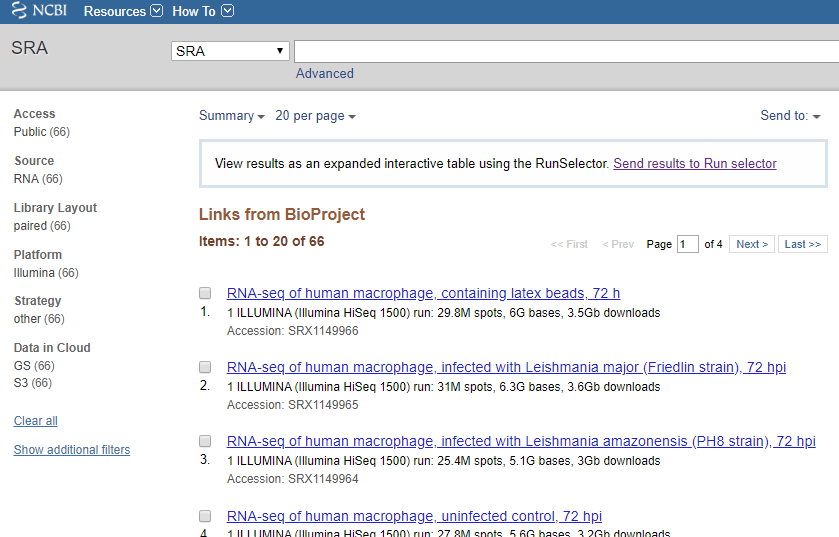 NCBI Resources How To
SRA
SRA
Advanced
Access
Public (66)
Source
RNA (66)
Library Layout
paired (66)
Platform
Illumina (66)
Strategy
other (66)
Data in Cloud
GS (66)
S3 (66)
Clear all
Show additional filters
Summary 20 per page Send to:
View results as an expanded interactive table using the RunSelector. Send results to Run selector
Links from BioProject
Items: 1 to 20 of 66
<< First < Prev Page 1 of 4 Next > Last >>
RNA-seq of human macrophage, containing latex beads, 72 h
1. 1 ILLUMINA (Illumina HiSeq 1500) run: 29.8M spots, 6G bases, 3.5Gb downloads
Accession: SRX1149966
RNA-seq of human macrophage, infected with Leishmania major (Friedlin strain), 72 hpi
2. 1 ILLUMINA (Illumina HiSeq 1500) run: 31M spots, 6.3G bases, 3.6Gb downloads
Accession: SRX1149965
RNA-seq of human macrophage, infected with Leishmania amazonensis (PH8 strain), 72 hpi
3. 1 ILLUMINA (Illumina HiSeq 1500) run: 25.4M spots, 5.1G bases, 3Gb downloads
Accession: SRX1149964
RNA-seq of human macrophage, uninfected control, 72 hpi
4. 1 ILLUMINA (Illumina HiSeq 1500) run: 27.8M spots, 5.6G bases, 3.2Gb downloads